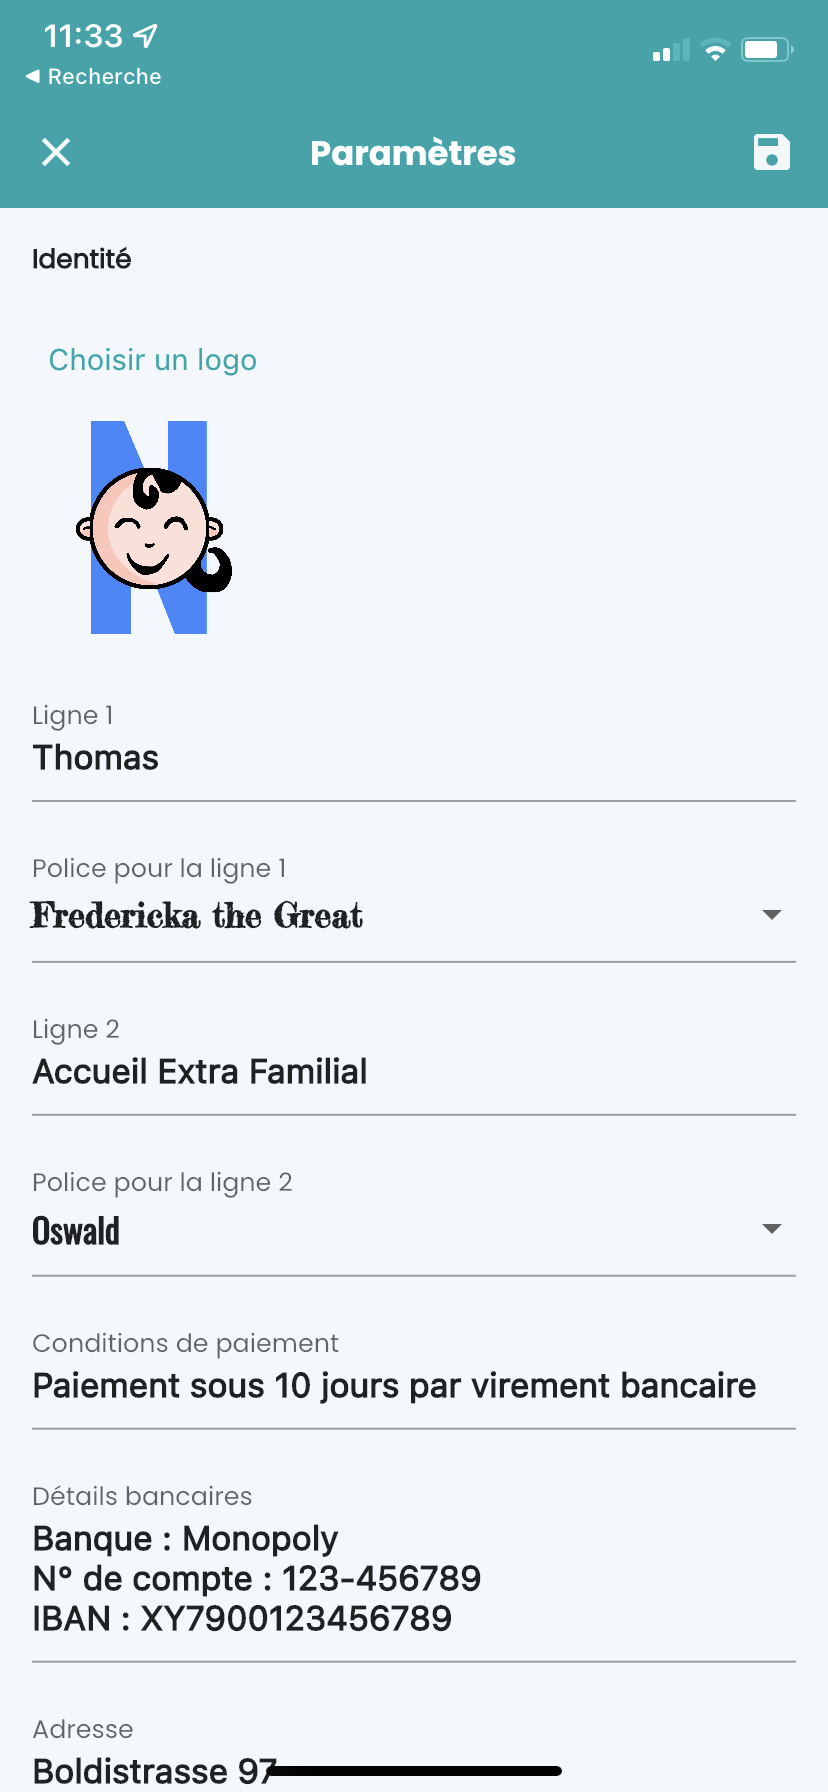 11:33
Recherche
Paramètres
Identité
Choisir un logo
N
Ligne 1
Thomas
Police pour la ligne 1
Fredericka the Great
Ligne 2
Accueil Extra Familial
Police pour la ligne 2
Oswald
Conditions de paiement
Paiement sous 10 jours par virement bancaire
Détails bancaires
Banque : Monopoly
N° de compte : 123-456789
IBAN : XY7900123456789
Adresse
Boldistrasse 97